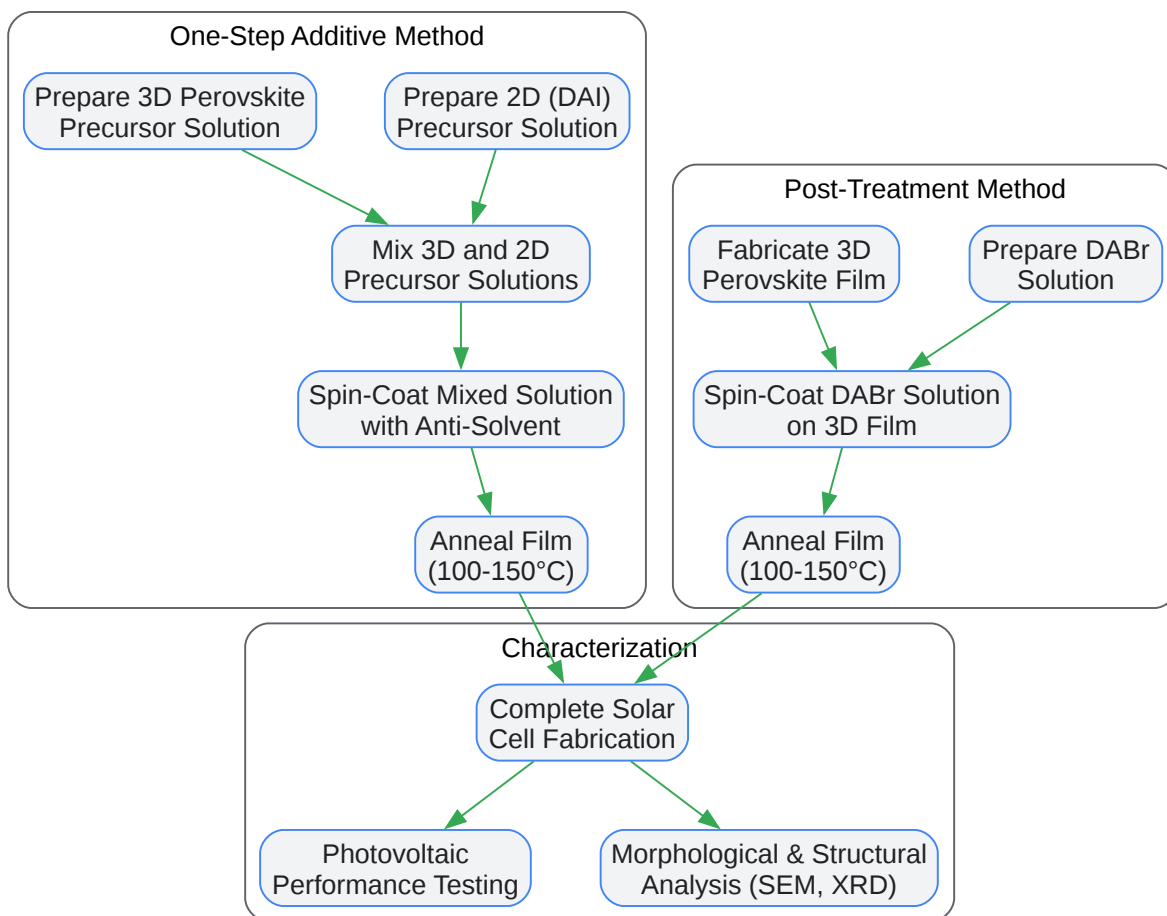 One-Step Additive Method
Prepare 3D Perovskite
Precursor Solution
Prepare 2D (DAI)
Precursor Solution
Mix 3D and 2D
Precursor Solutions
Spin-Coat Mixed Solution
with Anti-Solvent
Anneal Film
(100-150°C)
Post-Treatment Method
Fabricate 3D
Perovskite Film
Prepare DABr
Solution
Spin-Coat DABr Solution
on 3D Film
Anneal Film
(100-150°C)
Characterization
Complete Solar
Cell Fabrication
Photovoltaic
Performance Testing
Morphological & Structural
Analysis (SEM, XRD)